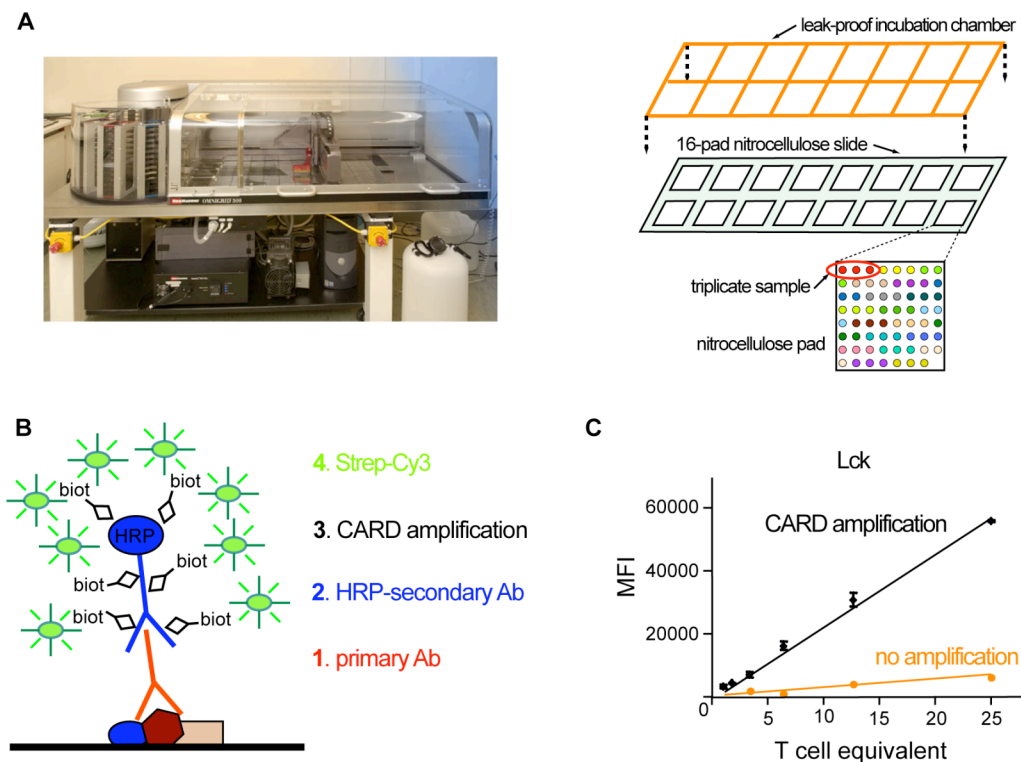 A
leak-proof incubation chamber
16-pad nitrocellulose slide
triplicate sample
nitrocellulose pad
OMNIGRID
B
biot
biot
HRP
biot
biot
biot
biot
4. Strep-Cy3
3. CARD amplification
2. HRP-secondary Ab
1. primary Ab
C
Lck
MFI
60000
40000
20000
0
CARD amplification
no amplification
0 5 10 15 20 25
T cell equivalent